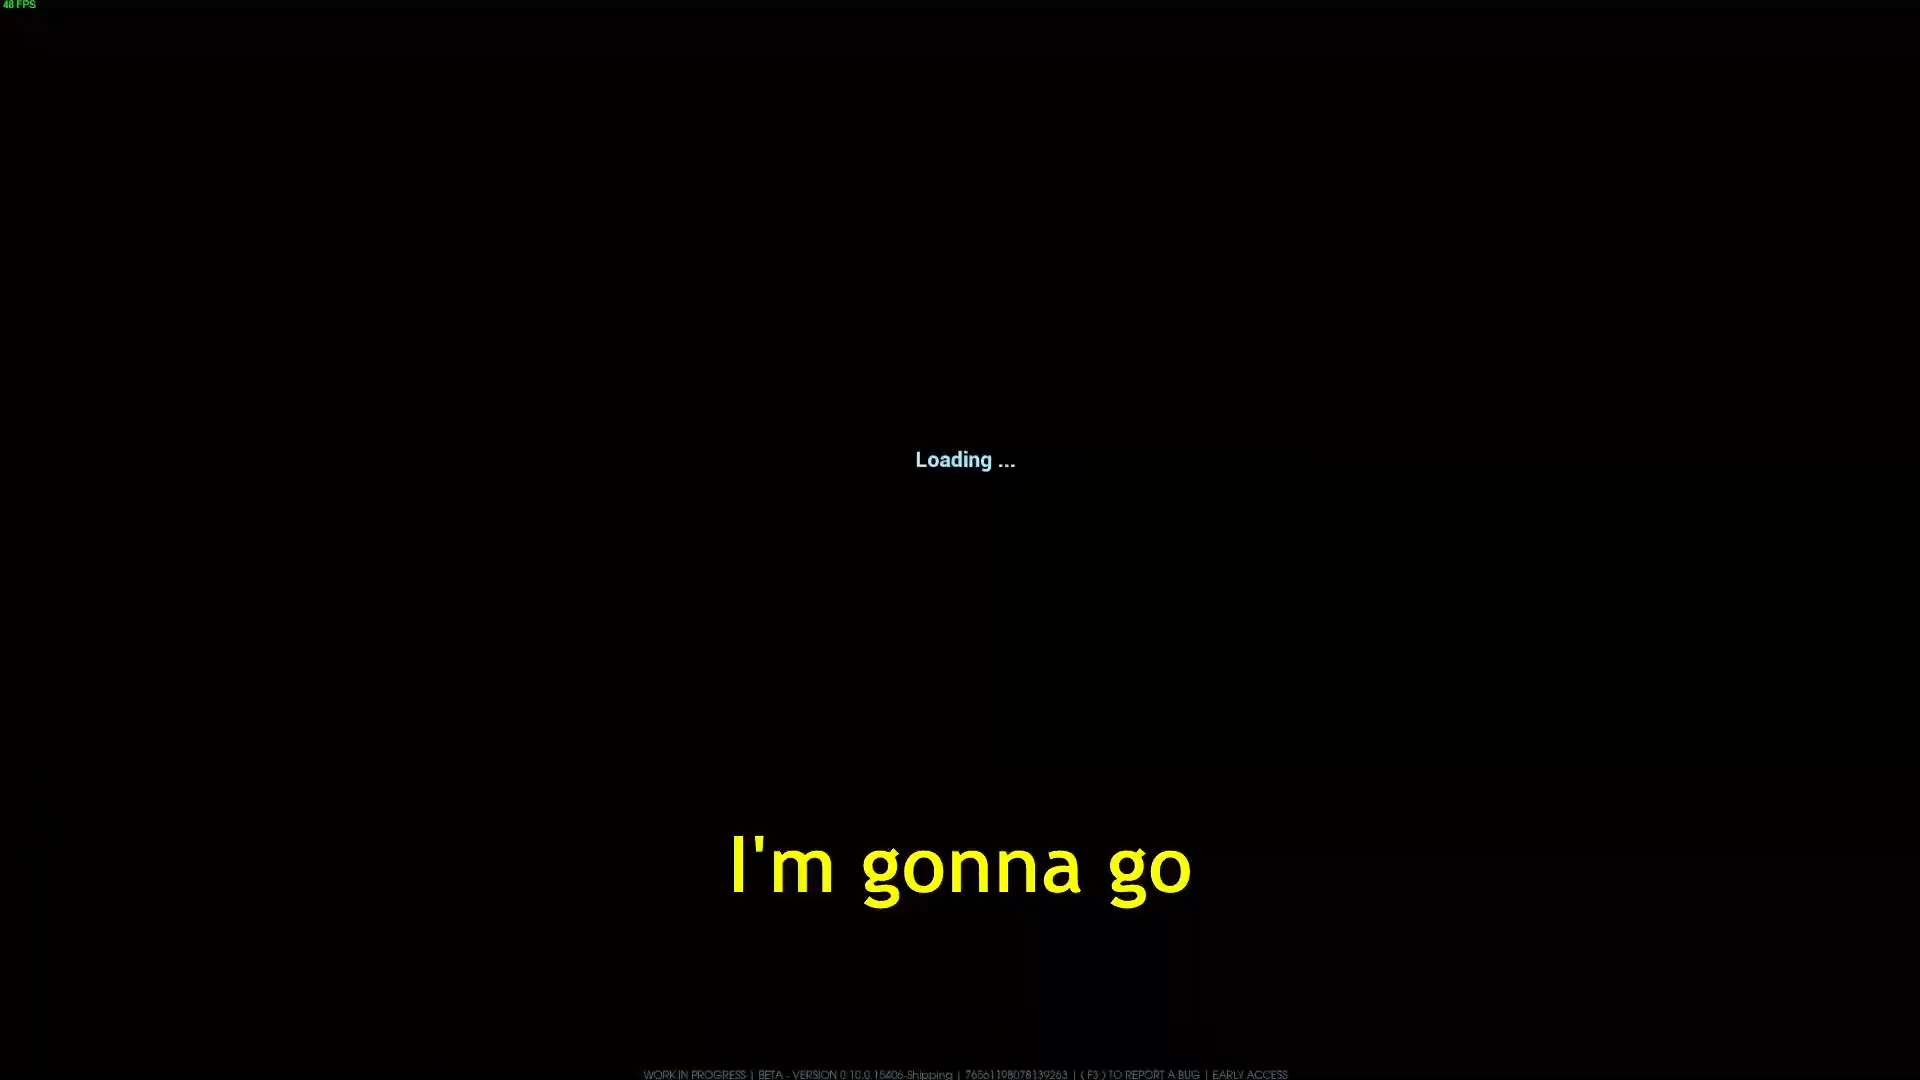 48 FPS
Loading ...
I'm gonna go
WORK IN PROGRESS | BETA - VERSION 0.10.0.15406-Shipping | 76561198078139263 | ( F3 ) TO REPORT A BUG | EARLY ACCESS